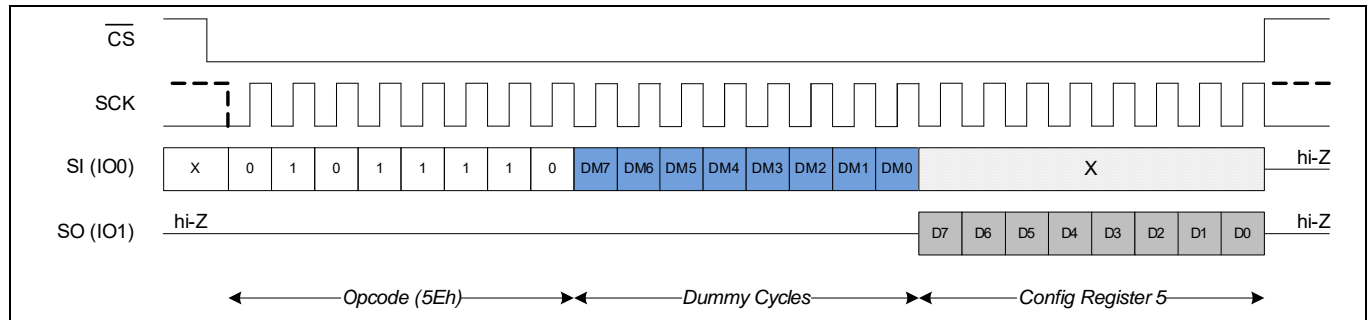 CS
SCK
SI (IO0) X 0 1 0 1 1 1 1 0 DM7 DM6 DM5 DM4 DM3 DM2 DM1 DM0 X hi-Z
SO (IO1) hi-Z D7 D6 D5 D4 D3 D2 D1 D0 hi-Z
Opcode (5Eh) Dummy Cycles Config Register 5